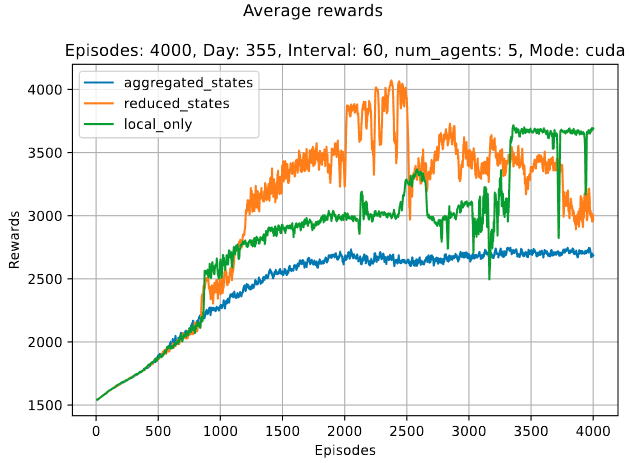 Average rewards
Episodes: 4000, Day: 355, Interval: 60, num_agents: 5, Mode: cuda
aggregated_states
reduced_states
local_only
4000
3500
3000
2500
2000
1500
Rewards
0 500 1000 1500 2000 2500 3000 3500 4000
Episodes